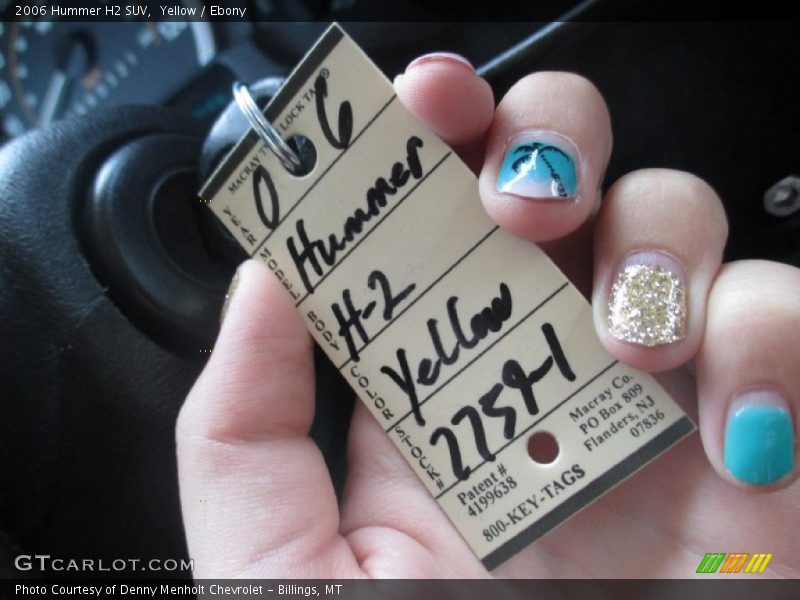 2006 Hummer H2 SUV, Yellow / Ebony
YEAR 0 6
MODEL Hummer
BODY H-2
COLOR Yellow
STOCK# 2759-1
Patent #
4199638
800-KEY-TAGS
Macray Co.
PO Box 809
Flanders, NJ
07836
GTCARLOT.COM
Photo Courtesy of Denny Menholt Chevrolet – Billings, MT